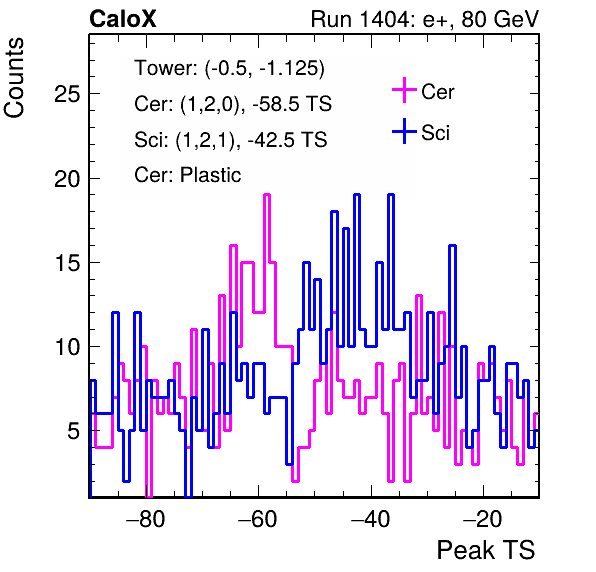 CaloX
Run 1404: e+, 80 GeV
Counts
Tower: (-0.5, -1.125)
Cer: (1,2,0), -58.5 TS
Sci: (1,2,1), -42.5 TS
Cer: Plastic
Cer
Sci
25
20
15
10
5
−80 −60 −40 −20
Peak TS